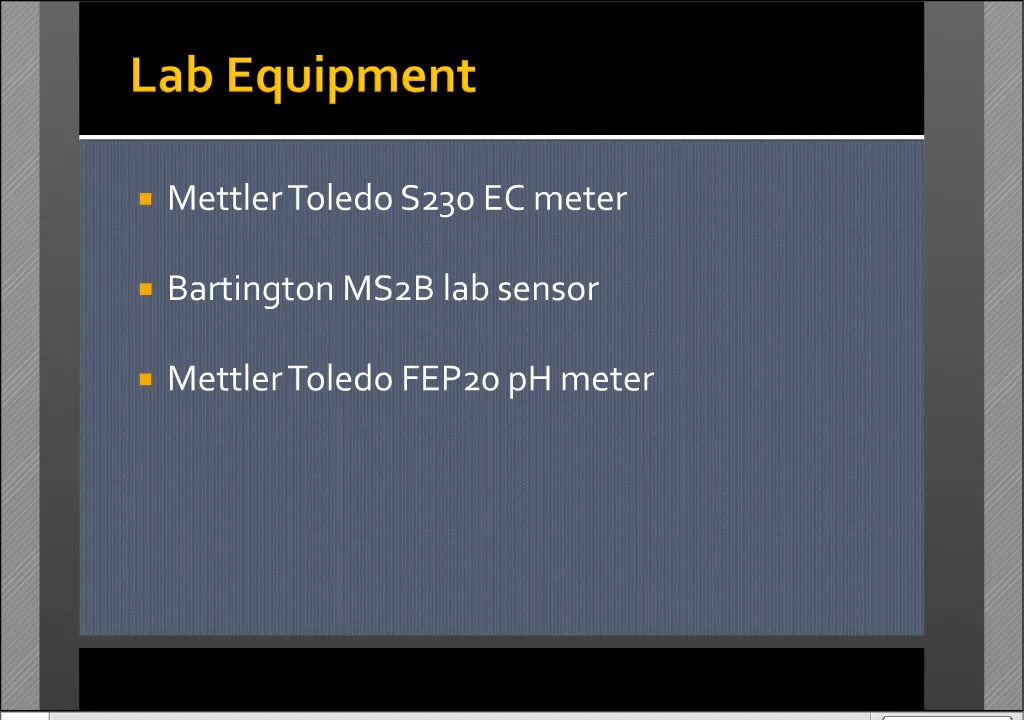 Lab Equipment
Mettler Toledo S230 EC meter
Bartington MS2B lab sensor
Mettler Toledo FEP20 pH meter